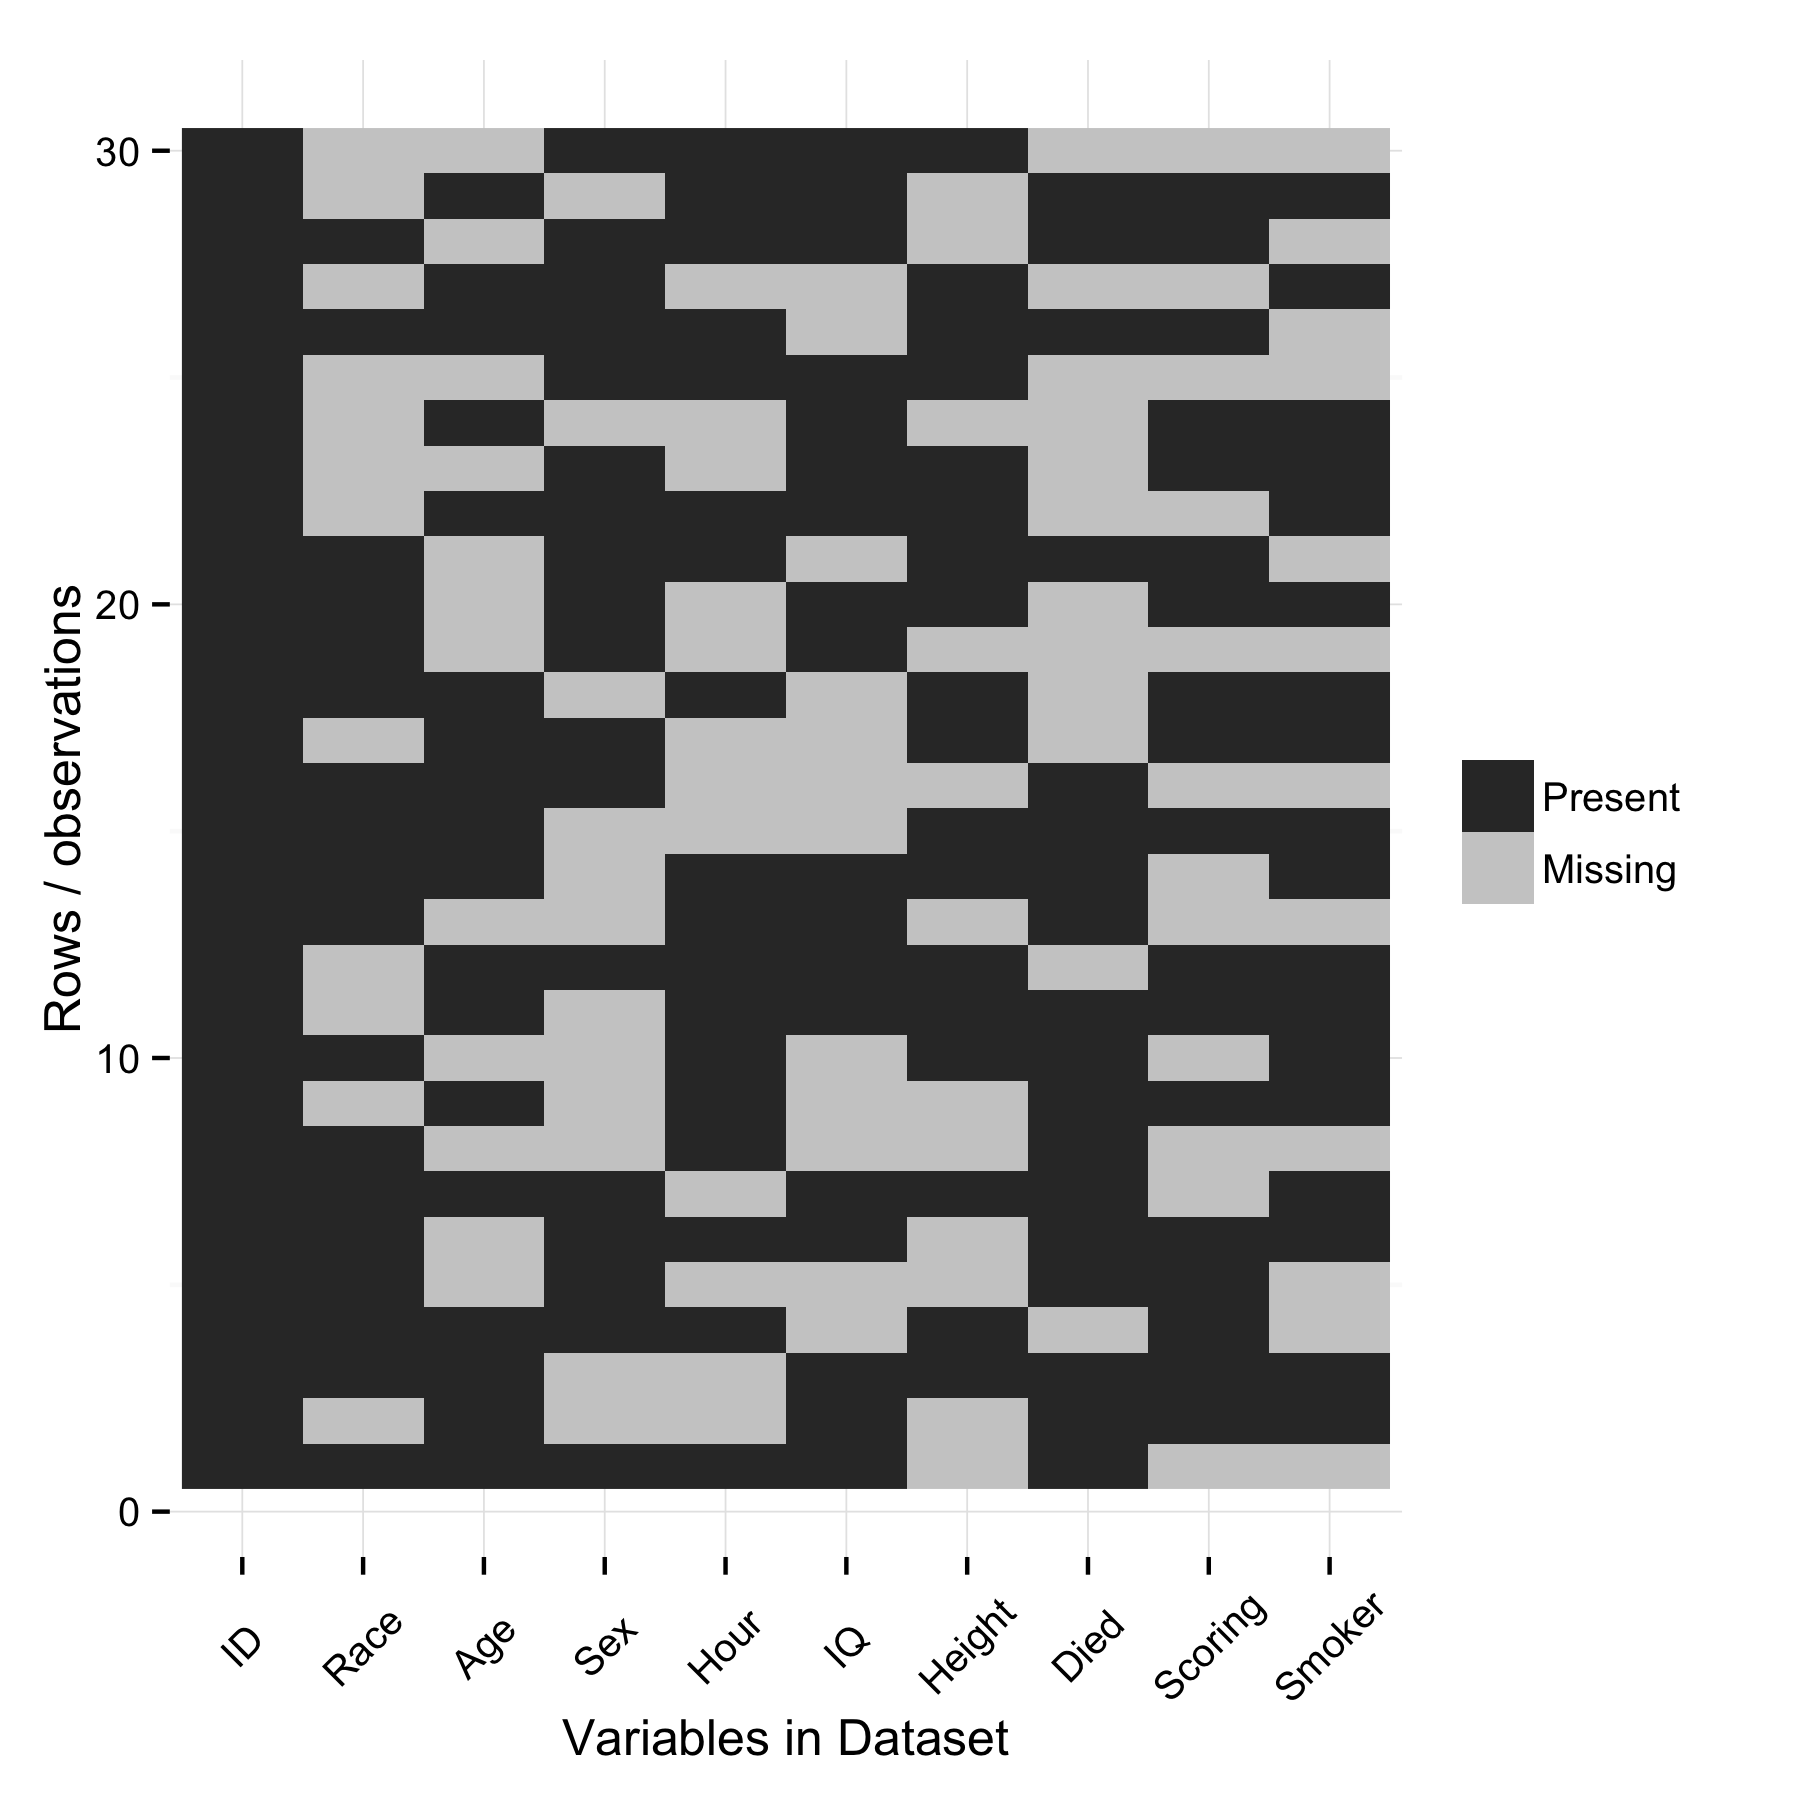 30
20
10
0
Rows / observations
ID
Race
Age
Sex
Hour
IQ
Height
Died
Scoring
Smoker
Variables in Dataset
Present
Missing